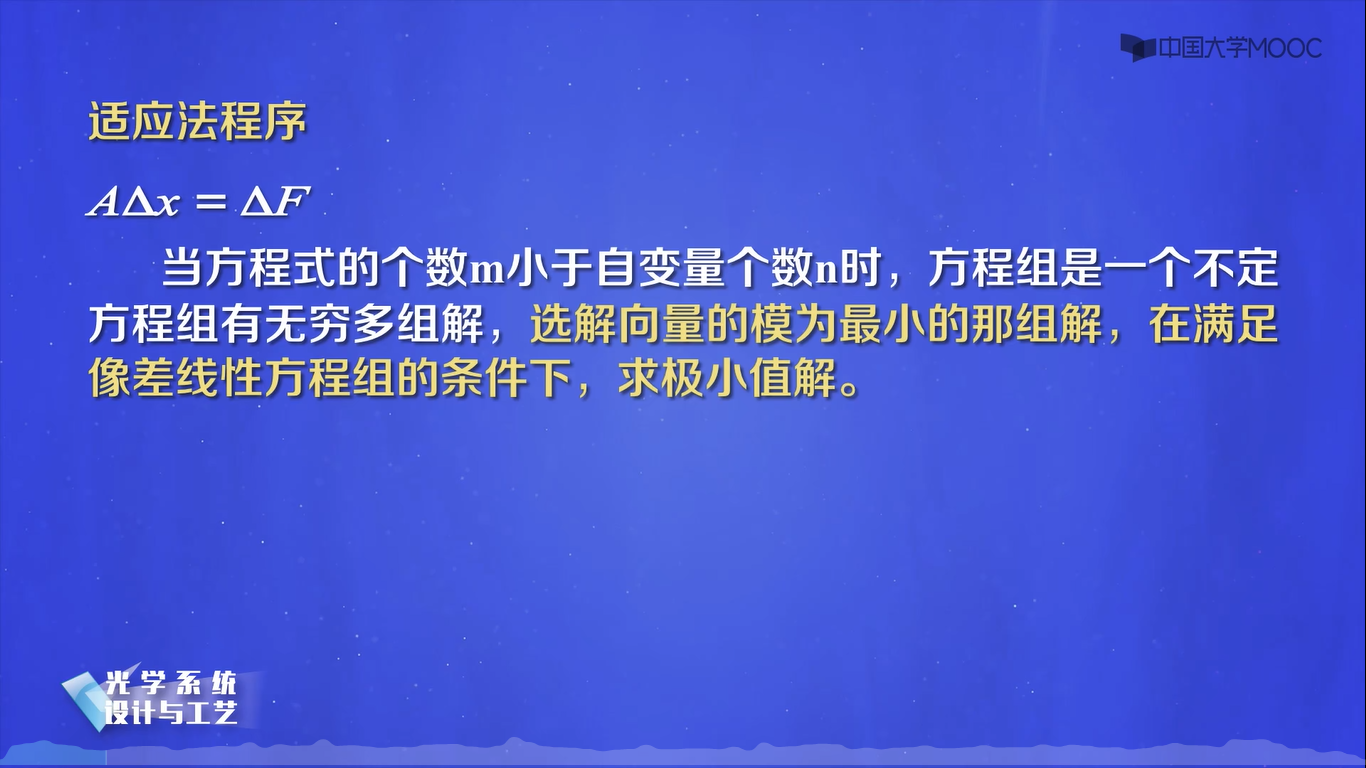 中国大学MOOC
适应法程序
AΔx = ΔF
当方程式的个数m小于自变量个数n时，方程组是一个不定
方程组有无穷多组解，选解向量的模为最小的那组解，在满足
像差线性方程组的条件下，求极小值解。
光学系统
设计与工艺